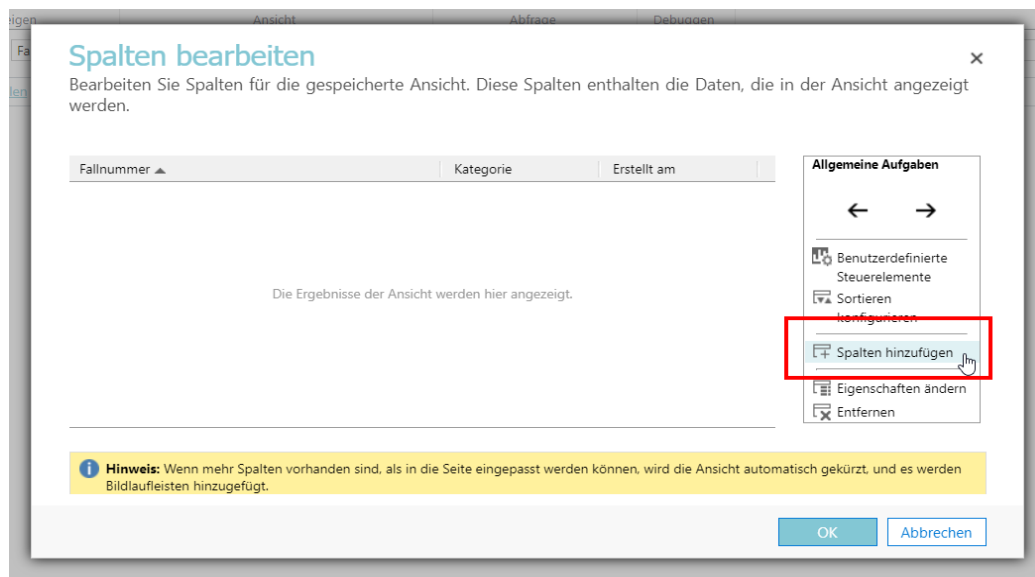 eigen Ansicht Abfrage Debuggen
Fa
Spalten bearbeiten
Bearbeiten Sie Spalten für die gespeicherte Ansicht. Diese Spalten enthalten die Daten, die in der Ansicht angezeigt
werden.
Fallnummer Kategorie Erstellt am
Die Ergebnisse der Ansicht werden hier angezeigt.
Allgemeine Aufgaben
Benutzerdefinierte
Steuerelemente
Sortieren
konfigurieren
Spalten hinzufügen
Eigenschaften ändern
Entfernen
Hinweis: Wenn mehr Spalten vorhanden sind, als in die Seite eingepasst werden können, wird die Ansicht automatisch gekürzt, und es werden
Bildlaufleisten hinzugefügt.
OK Abbrechen